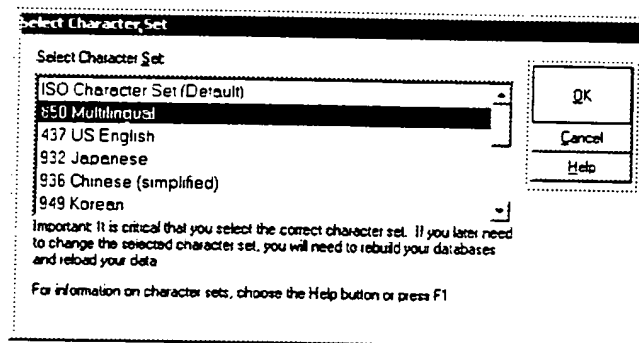 Select Character Set
Select Character Set:
ISO Character Set (Default)
850 Multilingual
437 US English
932 Japanese
936 Chinese (simplified)
949 Korean
OK
Cancel
Help
Important: It is critical that you select the correct character set. If you later need
to change the selected character set, you will need to rebuild your databases
and reload your data
For information on character sets, choose the Help button or press F1